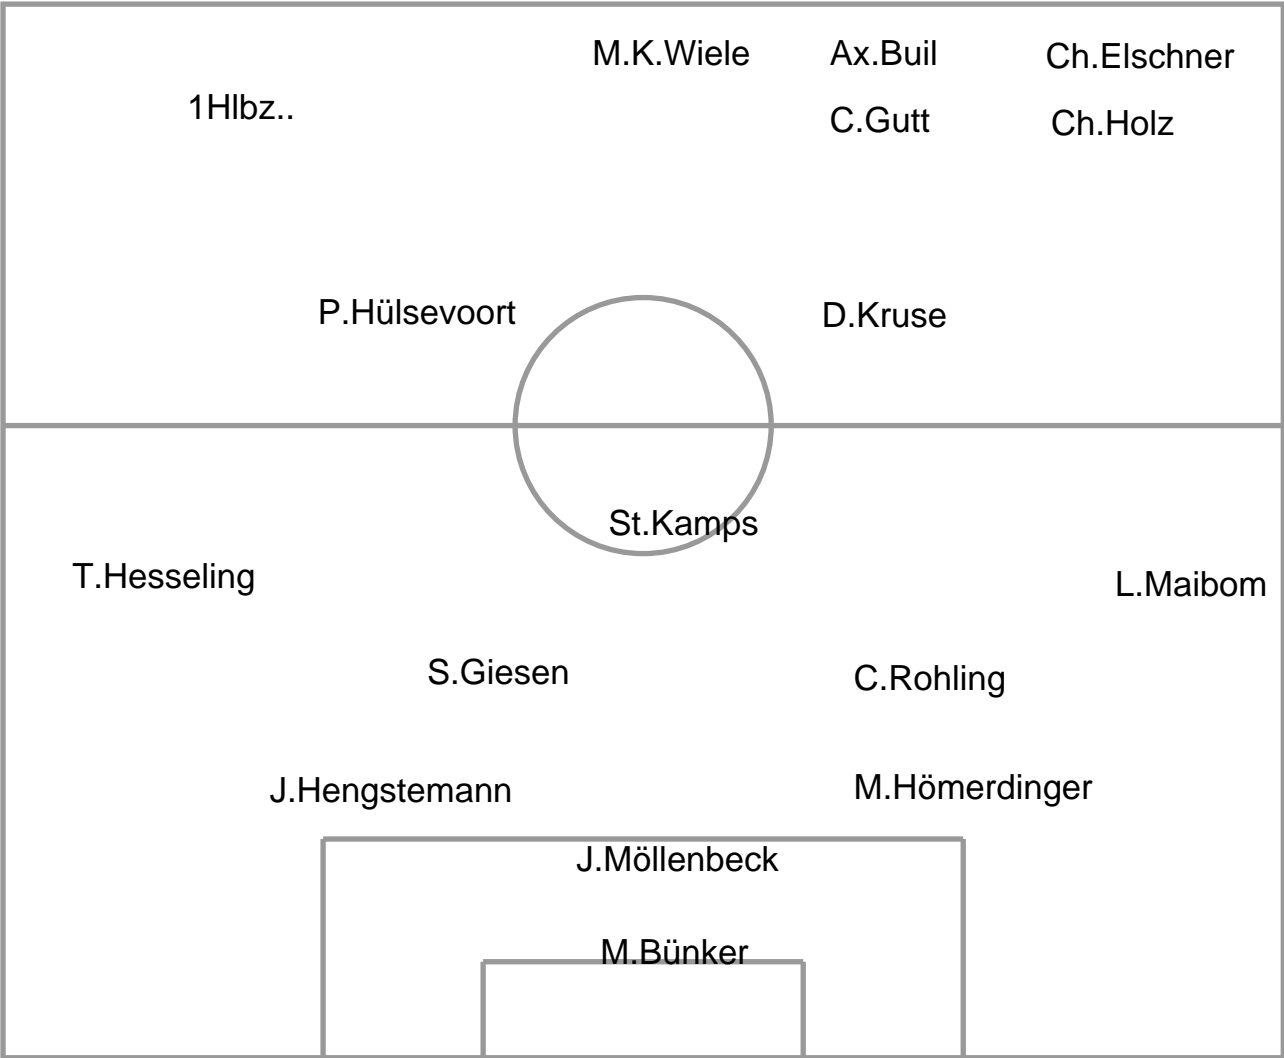 M.K.Wiele
Ax.Buil
Ch.Elschner
1Hlbz..
C.Gutt
Ch.Holz
P.Hülsevoort
D.Kruse
St.Kamps
T.Hesseling
L.Maibom
S.Giesen
C.Rohling
J.Hengstemann
M.Hömerdinger
J.Möllenbeck
M.Bünker